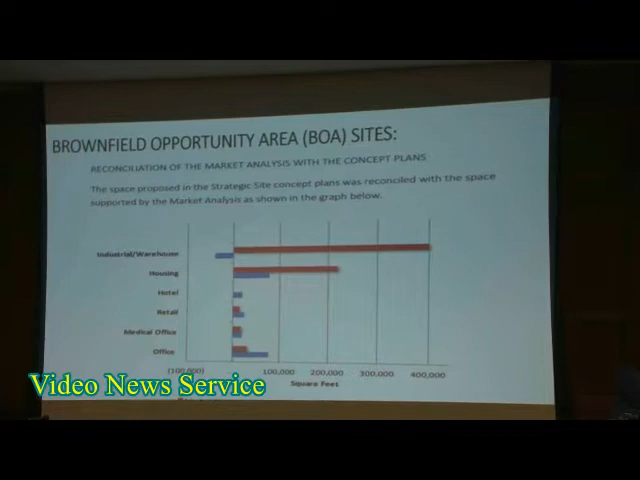 BROWNFIELD OPPORTUNITY AREA (BOA) SITES:
RECONCILIATION OF THE MARKET ANALYSIS WITH THE CONCEPT PLANS
The space proposed in the Strategic Site concept plans was reconciled with the space
supported by the Market Analysis as shown in the graph below.
Industrial/Warehouse
Housing
Hotel
Retail
Medical Office
Office
(100,000) 100,000 200,000 300,000 400,000
Square Feet
Video News Service